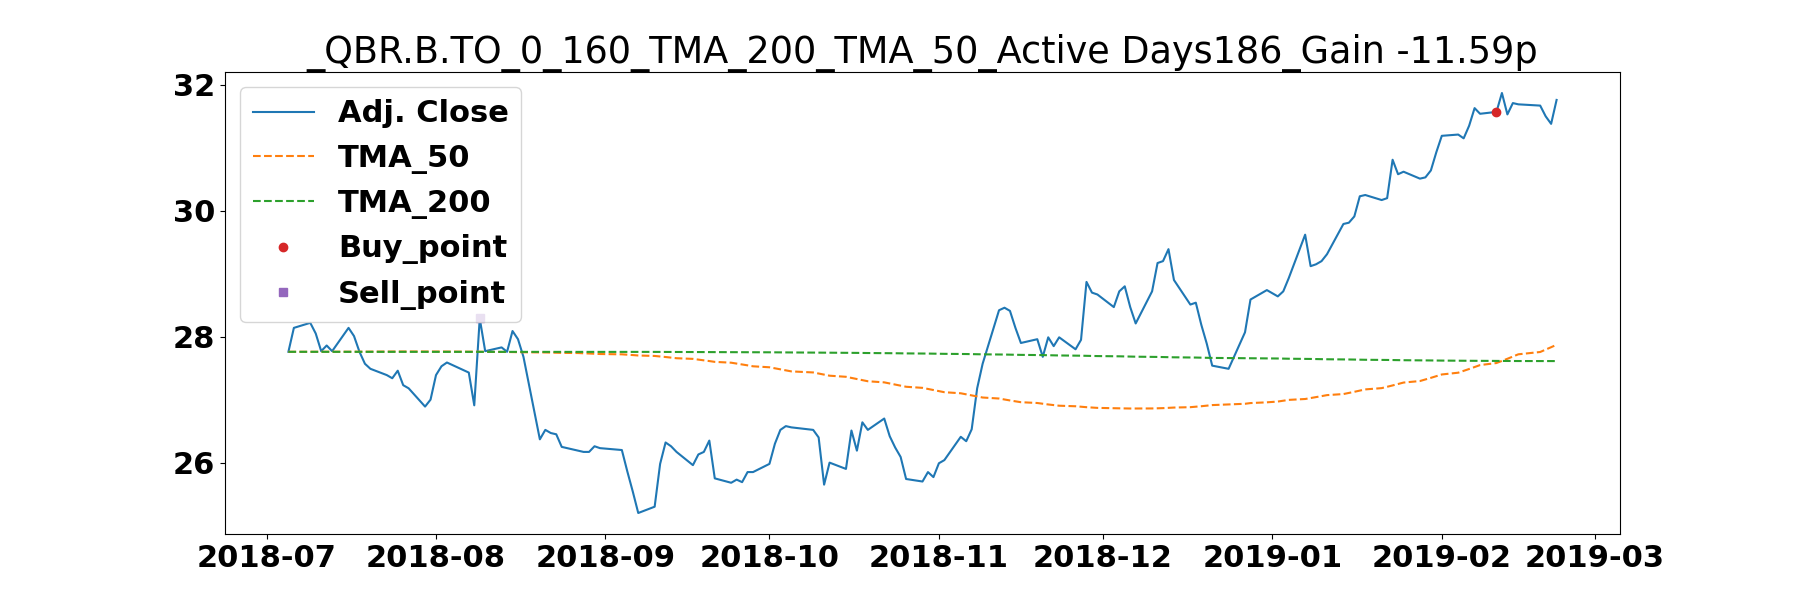 _QBR.B.TO_0_160_TMA_200_TMA_50_Active Days186_Gain -11.59p
32
30
28
26
Adj. Close
TMA_50
TMA_200
Buy_point
Sell_point
2018-07 2018-08 2018-09 2018-10 2018-11 2018-12 2019-01 2019-02 2019-03